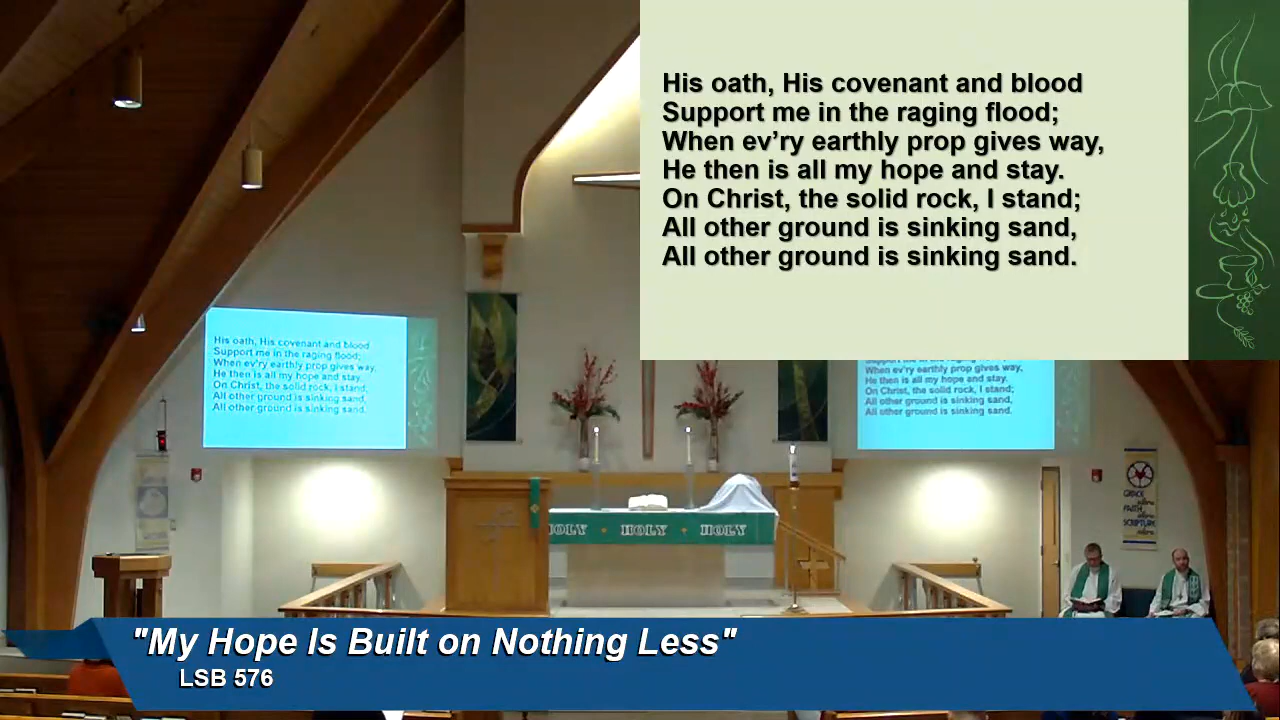 His oath, His covenant and blood
Support me in the raging flood;
When ev’ry earthly prop gives way,
He then is all my hope and stay.
On Christ, the solid rock, I stand;
All other ground is sinking sand,
All other ground is sinking sand.
His oath, His covenant and blood
Support me in the raging flood;
When ev’ry earthly prop gives way,
He then is all my hope and stay.
On Christ, the solid rock, I stand;
All other ground is sinking sand,
All other ground is sinking sand.
When ev’ry earthly prop gives way,
He then is all my hope and stay.
On Christ, the solid rock, I stand;
All other ground is sinking sand,
All other ground is sinking sand.
GRACE
alone
FAITH
alone
SCRIPTURE
alone
HOLY + HOLY + HOLY
"My Hope Is Built on Nothing Less"
LSB 576